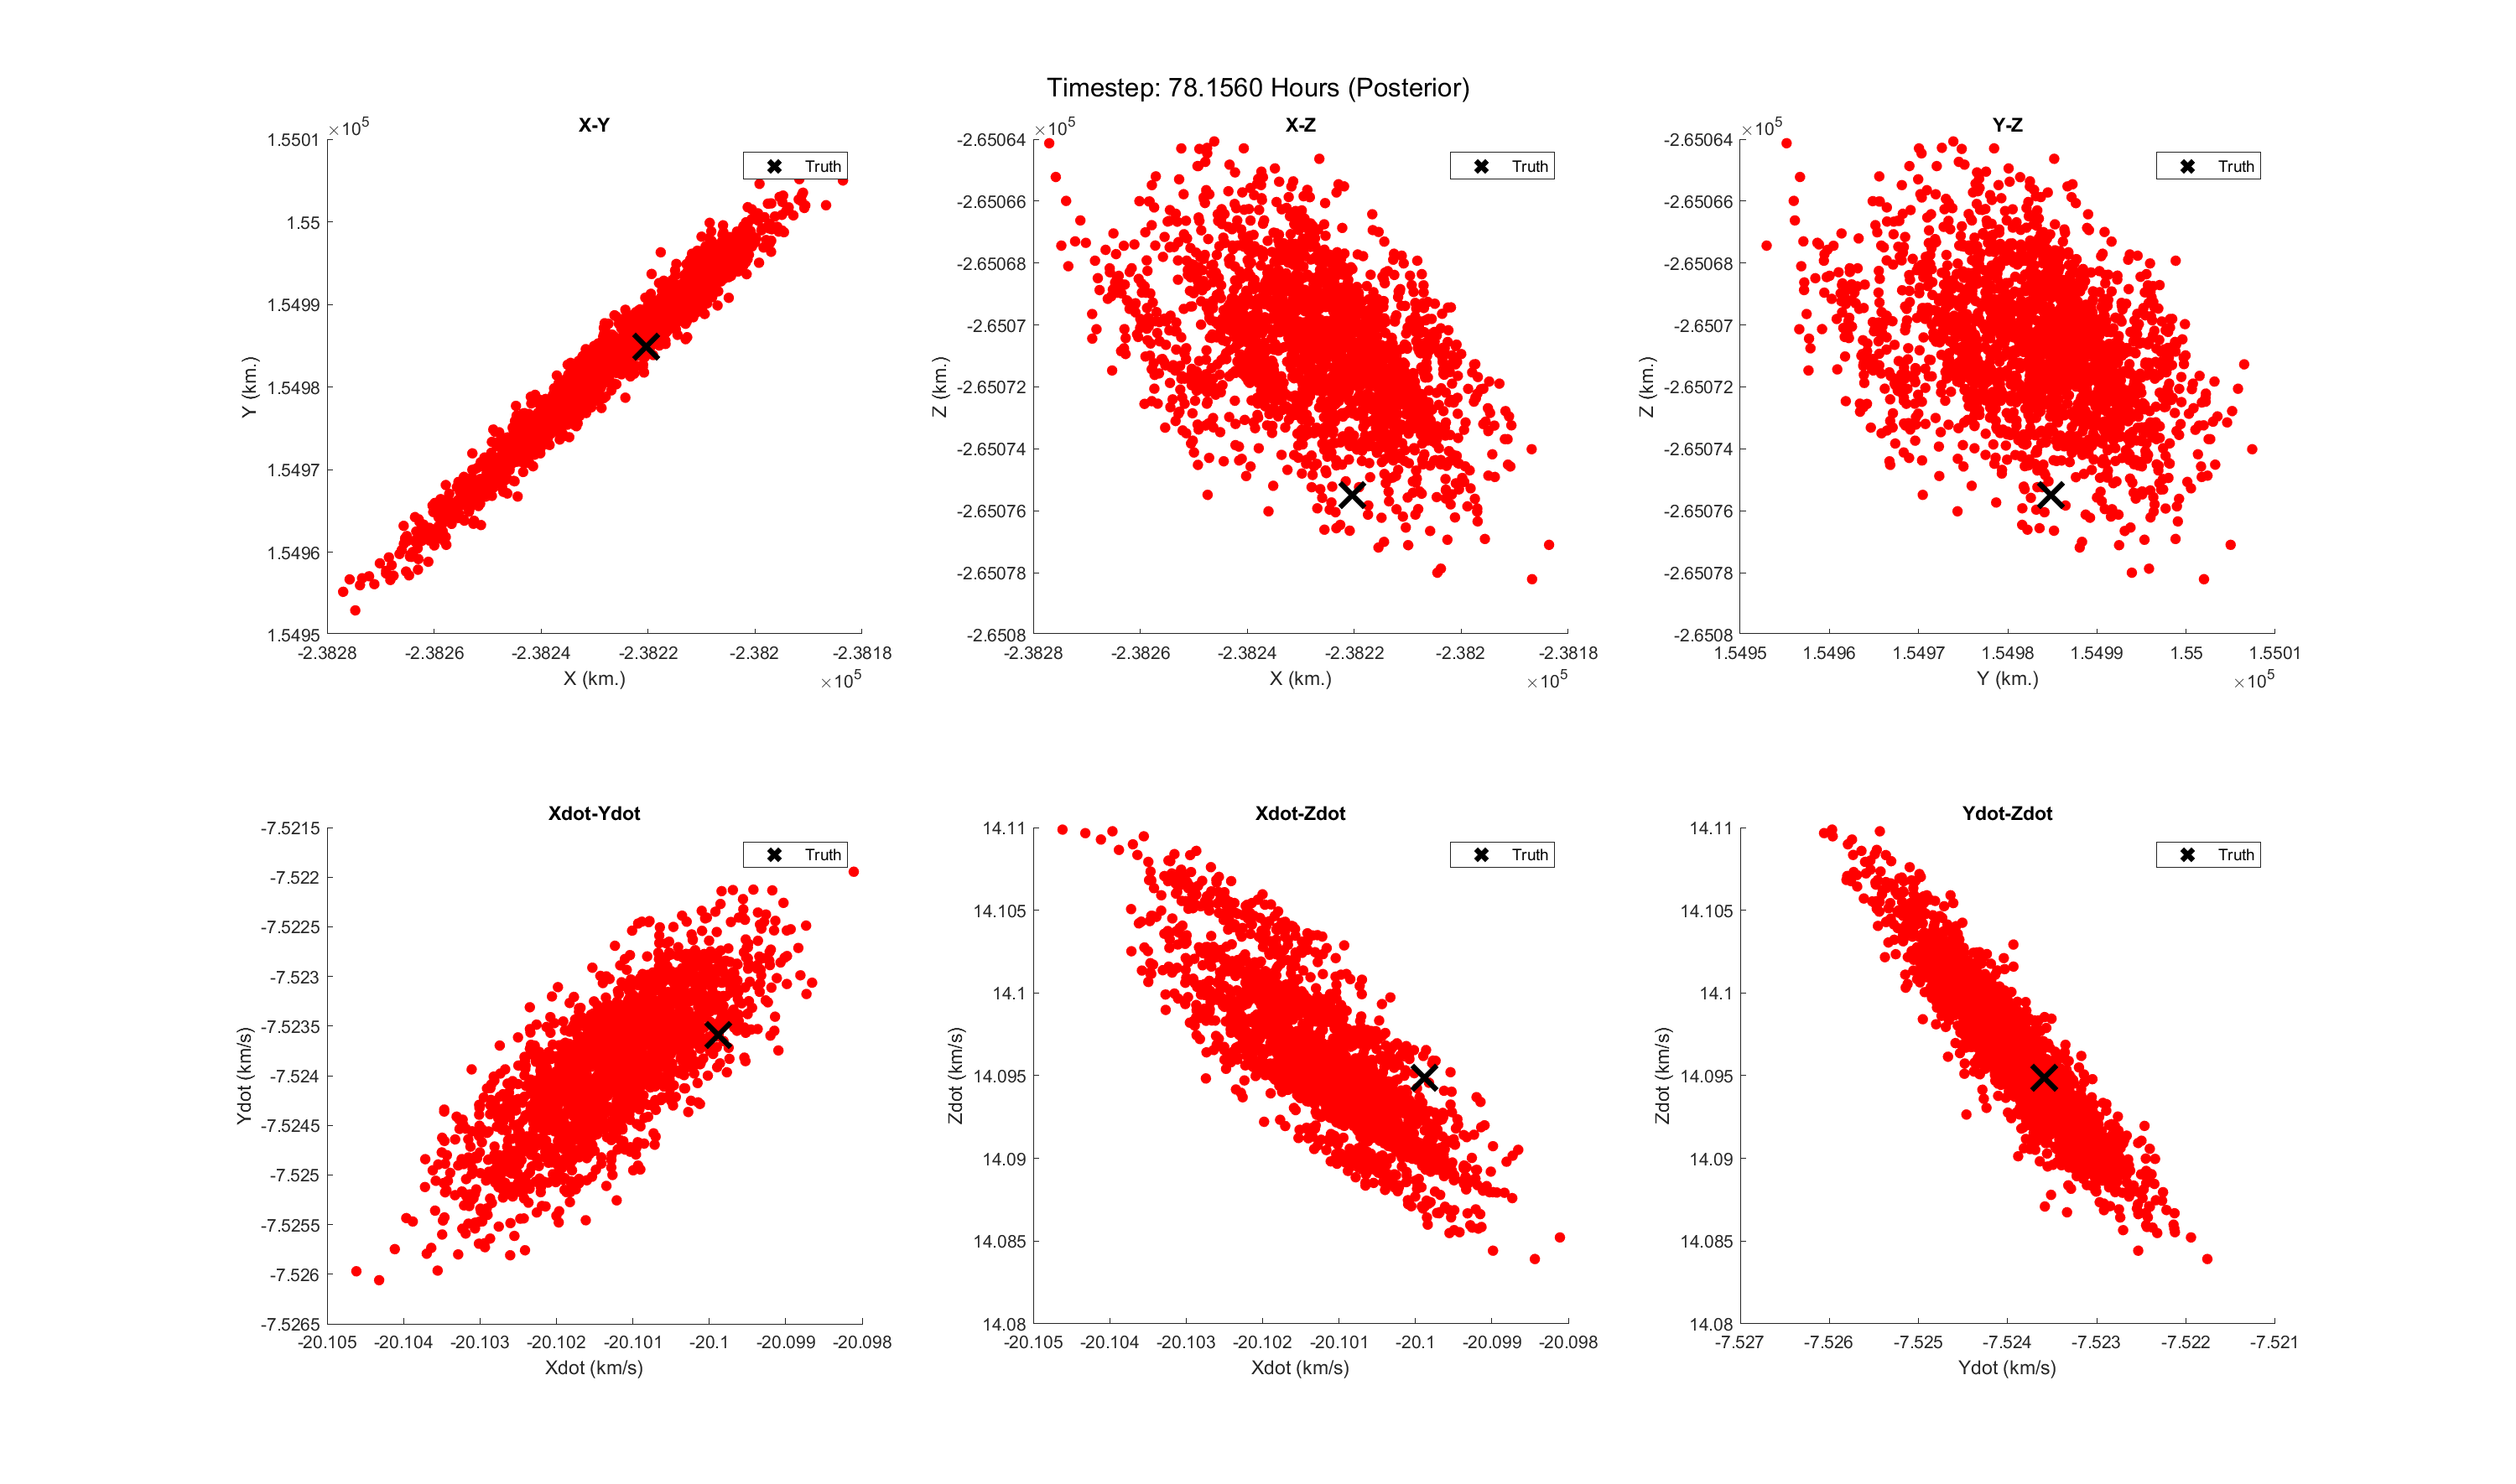 Timestep: 78.1560 Hours (Posterior)
X-Y
×10^5
1.5501
1.55
1.5499
1.5498
1.5497
1.5496
1.5495
Y (km.)
Truth
-2.3828 -2.3826 -2.3824 -2.3822 -2.382 -2.3818
X (km.)
×10^5
X-Z
×10^5
-2.65064
-2.65066
-2.65068
-2.6507
-2.65072
-2.65074
-2.65076
-2.65078
-2.6508
Z (km.)
Truth
-2.3828 -2.3826 -2.3824 -2.3822 -2.382 -2.3818
X (km.)
×10^5
Y-Z
×10^5
-2.65064
-2.65066
-2.65068
-2.6507
-2.65072
-2.65074
-2.65076
-2.65078
-2.6508
Z (km.)
Truth
1.5495 1.5496 1.5497 1.5498 1.5499 1.55 1.5501
Y (km.)
×10^5
Xdot-Ydot
-7.5215
-7.522
-7.5225
-7.523
-7.5235
-7.524
-7.5245
-7.525
-7.5255
-7.526
-7.5265
Ydot (km/s)
Truth
-20.105 -20.104 -20.103 -20.102 -20.101 -20.1 -20.099 -20.098
Xdot (km/s)
Xdot-Zdot
14.11
14.105
14.1
14.095
14.09
14.085
14.08
Zdot (km/s)
Truth
-20.105 -20.104 -20.103 -20.102 -20.101 -20.1 -20.099 -20.098
Xdot (km/s)
Ydot-Zdot
14.11
14.105
14.1
14.095
14.09
14.085
14.08
Zdot (km/s)
Truth
-7.527 -7.526 -7.525 -7.524 -7.523 -7.522 -7.521
Ydot (km/s)